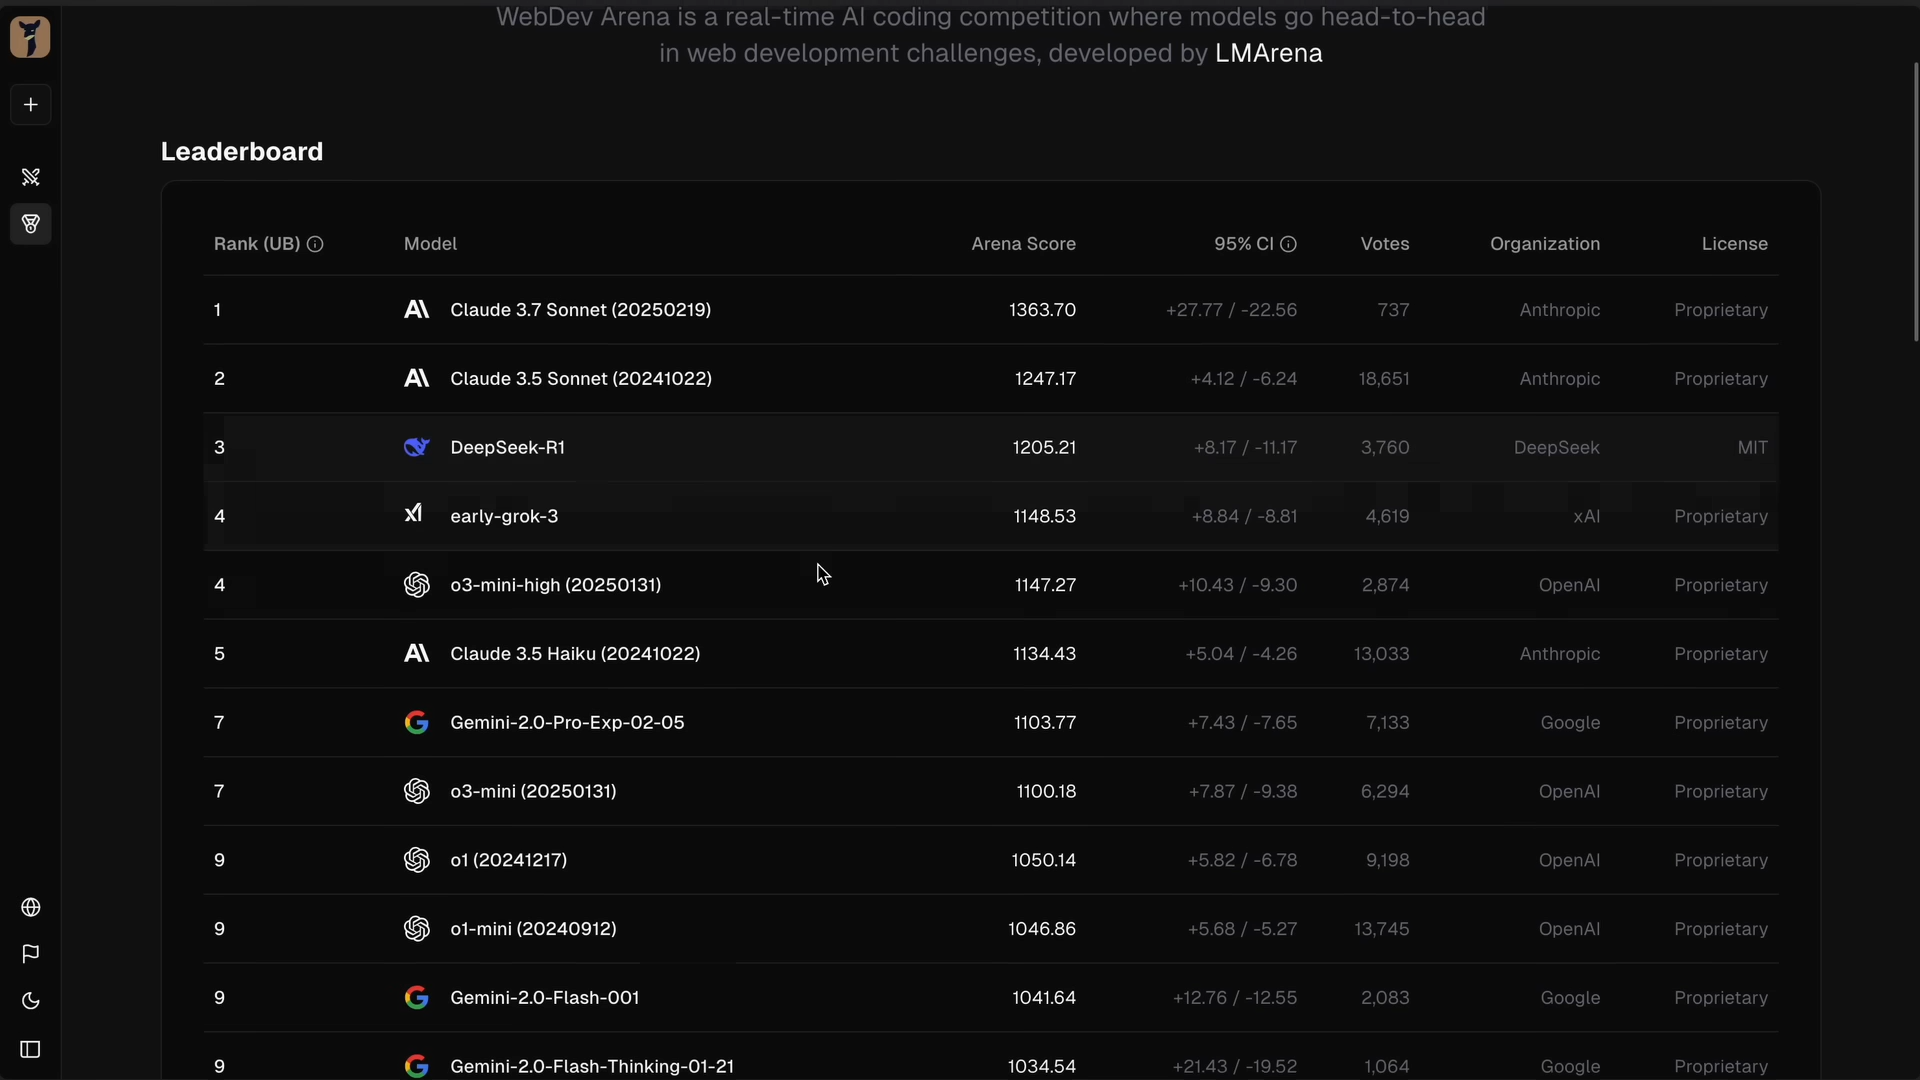 WebDev Arena is a real-time AI coding competition where models go head-to-head
in web development challenges, developed by LMArena
Leaderboard
Rank (UB) Model Arena Score 95% CI Votes Organization License
1 Claude 3.7 Sonnet (20250219) 1363.70 +27.77 / -22.56 737 Anthropic Proprietary
2 Claude 3.5 Sonnet (20241022) 1247.17 +4.12 / -6.24 18,651 Anthropic Proprietary
3 DeepSeek-R1 1205.21 +8.17 / -11.17 3,760 DeepSeek MIT
4 early-grok-3 1148.53 +8.84 / -8.81 4,619 xAI Proprietary
4 o3-mini-high (20250131) 1147.27 +10.43 / -9.30 2,874 OpenAI Proprietary
5 Claude 3.5 Haiku (20241022) 1134.43 +5.04 / -4.26 13,033 Anthropic Proprietary
7 Gemini-2.0-Pro-Exp-02-05 1103.77 +7.43 / -7.65 7,133 Google Proprietary
7 o3-mini (20250131) 1100.18 +7.87 / -9.38 6,294 OpenAI Proprietary
9 o1 (20241217) 1050.14 +5.82 / -6.78 9,198 OpenAI Proprietary
9 o1-mini (20240912) 1046.86 +5.68 / -5.27 13,745 OpenAI Proprietary
9 Gemini-2.0-Flash-001 1041.64 +12.76 / -12.55 2,083 Google Proprietary
9 Gemini-2.0-Flash-Thinking-01-21 1034.54 +21.43 / -19.52 1,064 Google Proprietary